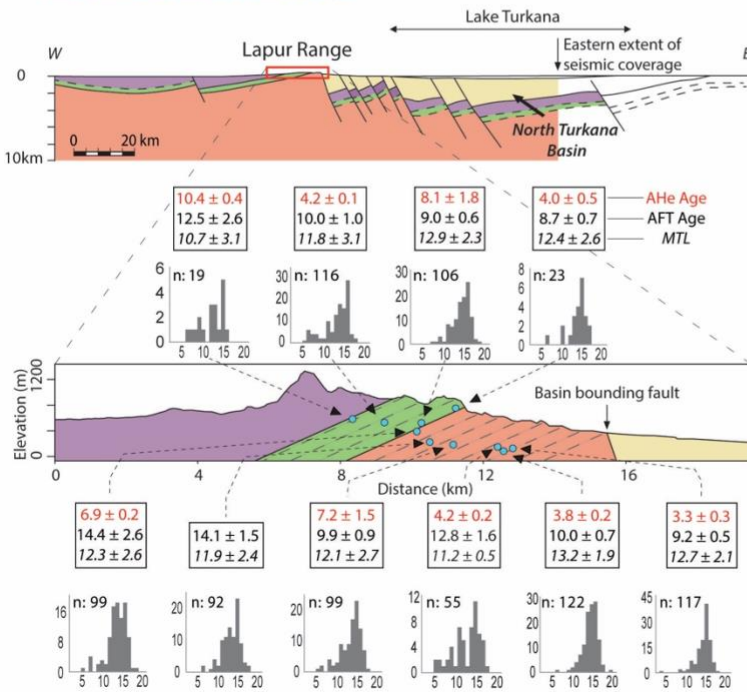 Lake Turkana
W
Lapur Range
Eastern extent of
seismic coverage
E
0
0 20 km
North Turkana
Basin
10km
10.4 ± 0.4
12.5 ± 2.6
10.7 ± 3.1
4.2 ± 0.1
10.0 ± 1.0
11.8 ± 3.1
8.1 ± 1.8
9.0 ± 0.6
12.9 ± 2.3
4.0 ± 0.5
8.7 ± 0.7
12.4 ± 2.6
AHe Age
AFT Age
MTL
6
4
2
0
n: 19
5 10 15 20
30
20
10
0
n: 116
5 10 15 20
30
20
10
0
n: 106
5 10 15 20
8
6
4
2
0
n: 23
5 10 15 20
Elevation (m)
1200
0
Basin bounding fault
0 4 8 12 16
Distance (km)
6.9 ± 0.2
14.4 ± 2.6
12.3 ± 2.6
14.1 ± 1.5
11.9 ± 2.4
7.2 ± 1.5
9.9 ± 0.9
12.1 ± 2.7
4.2 ± 0.2
12.8 ± 1.6
11.2 ± 0.5
3.8 ± 0.2
10.0 ± 0.7
13.2 ± 1.9
3.3 ± 0.3
9.2 ± 0.5
12.7 ± 2.1
n: 99
16
8
0
5 10 15 20
n: 92
20
10
0
5 10 15 20
n: 99
20
10
0
5 10 15 20
n: 55
12
8
4
0
5 10 15 20
n: 122
30
20
10
0
5 10 15 20
n: 117
45
30
15
0
5 10 15 20